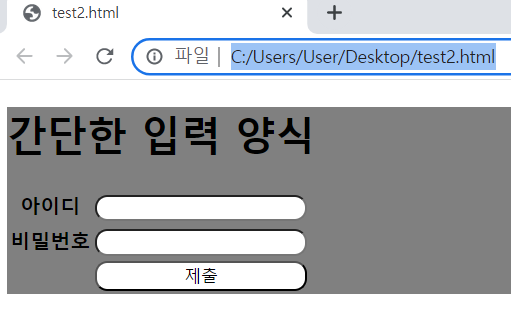 test2.html
파일 | C:/Users/User/Desktop/test2.html
간단한 입력 양식
아이디
비밀번호
제출